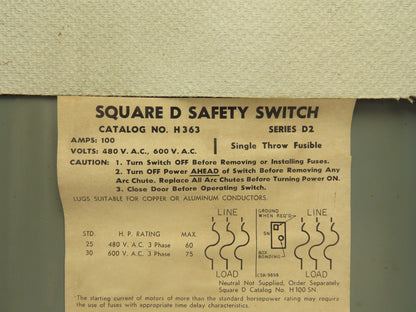 SQUARE D SAFETY SWITCH
CATALOG NO. H363 SERIES D2
AMPS: 100
VOLTS: 480 V. A.C., 600 V. A.C. Single Throw Fusible
CAUTION: 1. Turn Switch OFF Before Removing or Installing Fuses.
2. Turn OFF Power AHEAD of Switch Before Removing Any
Arc Chute. Replace All Arc Chutes Before Turning Power ON.
3. Close Door Before Operating Switch.
LUGS SUITABLE FOR COPPER OR ALUMINUM CONDUCTORS.
STD H. P. RATING MAX
25 480 V. A.C. 3 Phase 60
30 600 V. A.C. 3 Phase 75
LINE GROUND WHEN REQ'D LINE
SN
BOX
BONDING
LOAD LOAD
Neutral Not Supplied, Order Separately
Square D Catalog No. H100SN
*The starting current of motors of more than the standard horsepower rating may require
the use of fuses with appropriate time delay characteristics.